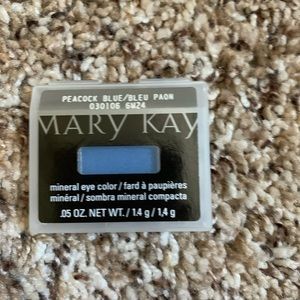 PEACOCK BLUE/BLEU PAON
030106 6W24
MARY KAY
mineral eye color / fard à paupières
minéral / sombra mineral compacta
.05 OZ. NET WT. / 1.4 g / 1,4 g